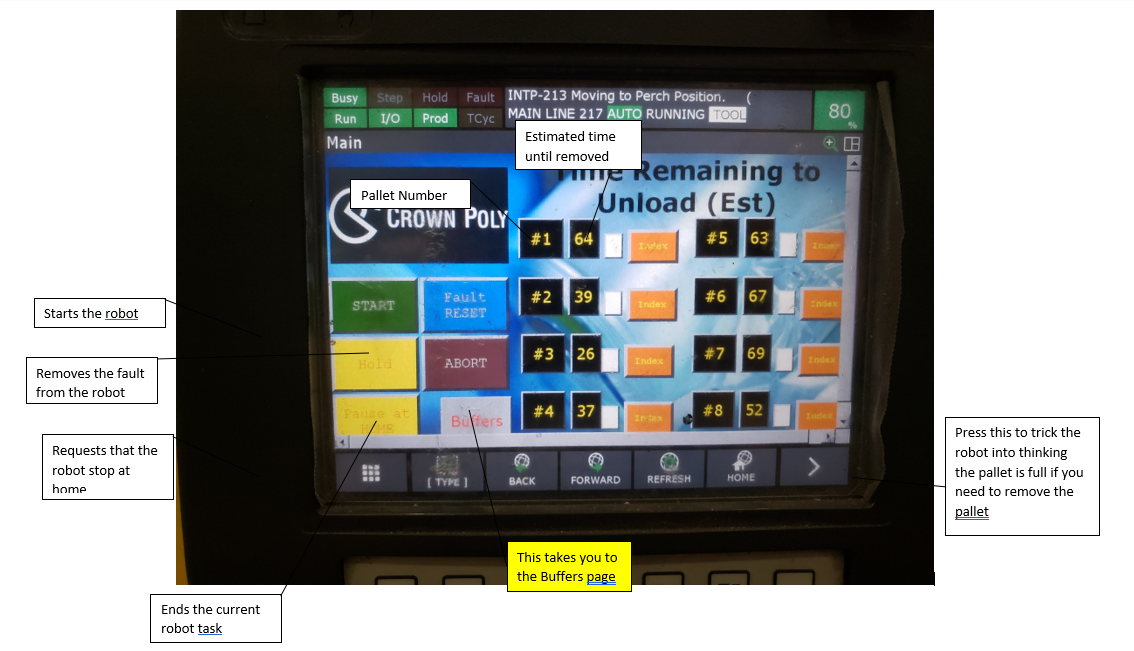 Busy Step Hold Fault
Run I/O Prod TCyc
INTP-213 Moving to Perch Position. (
MAIN LINE 217 AUTO RUNNING TOOL
80
%
Main
Estimated time
until removed
Time Remaining to
Unload (Est)
Pallet Number
CROWN POLY
#1 64 Index #5 63 Index
#2 39 Index #6 67 Index
#3 26 Index #7 69 Index
#4 37 Index #8 52 Index
START
Fault
RESET
Hold
ABORT
Pause at
HOME
Buffers
[ TYPE ]
BACK
FORWARD
REFRESH
HOME
Starts the robot
Removes the fault
from the robot
Requests that the
robot stop at
home
Ends the current
robot task
This takes you to
the Buffers page
Press this to trick the
robot into thinking
the pallet is full if you
need to remove the
pallet